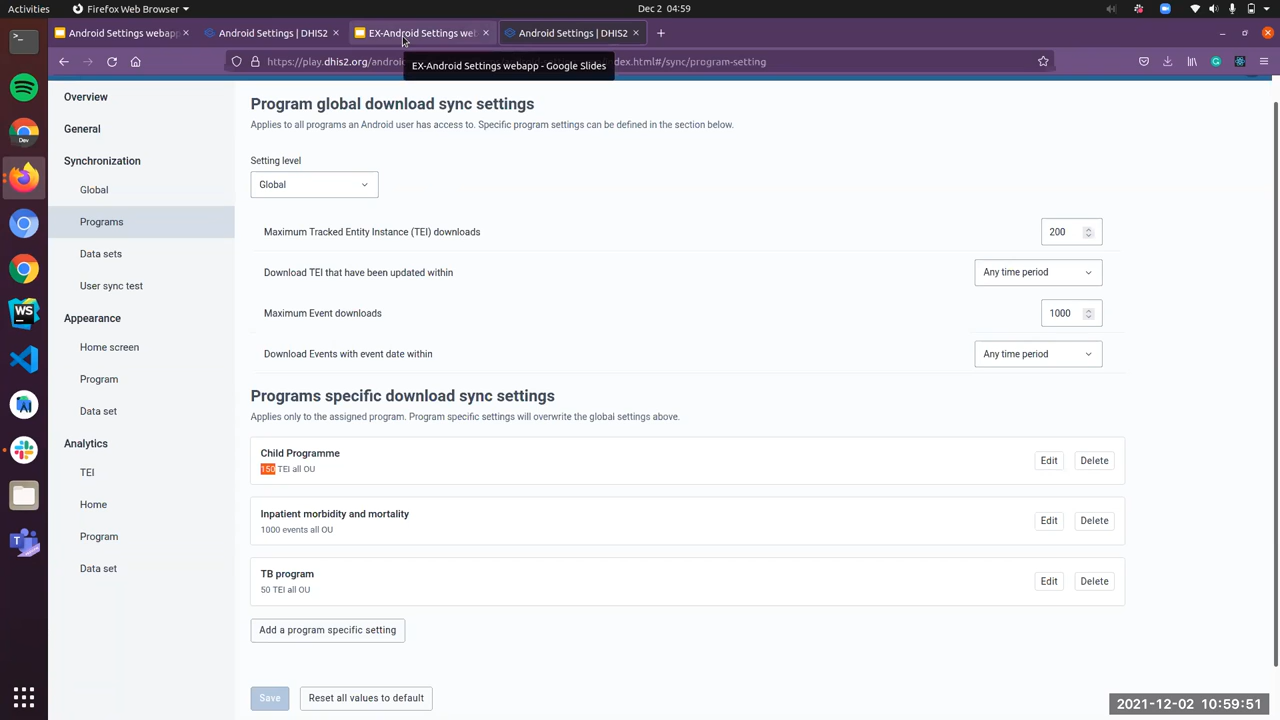 Activities
Firefox Web Browser
Dec 2 04:59
Android Settings webapp
Android Settings | DHIS2
EX-Android Settings we
Android Settings | DHIS2
https://play.dhis2.org/andro
ndex.html#/sync/program-setting
EX-Android Settings webapp - Google Slides
Overview
General
Synchronization
Global
Programs
Data sets
User sync test
Appearance
Home screen
Program
Data set
Analytics
TEI
Home
Program
Data set
Program global download sync settings
Applies to all programs an Android user has access to. Specific program settings can be defined in the section below.
Setting level
Global
Maximum Tracked Entity Instance (TEI) downloads
200
Download TEI that have been updated within
Any time period
Maximum Event downloads
1000
Download Events with event date within
Any time period
Programs specific download sync settings
Applies only to the assigned program. Program specific settings will overwrite the global settings above.
Child Programme
150 TEI all OU
Edit
Delete
Inpatient morbidity and mortality
1000 events all OU
Edit
Delete
TB program
50 TEI all OU
Edit
Delete
Add a program specific setting
Save
Reset all values to default
Dev
WS
2021-12-02 10:59:51